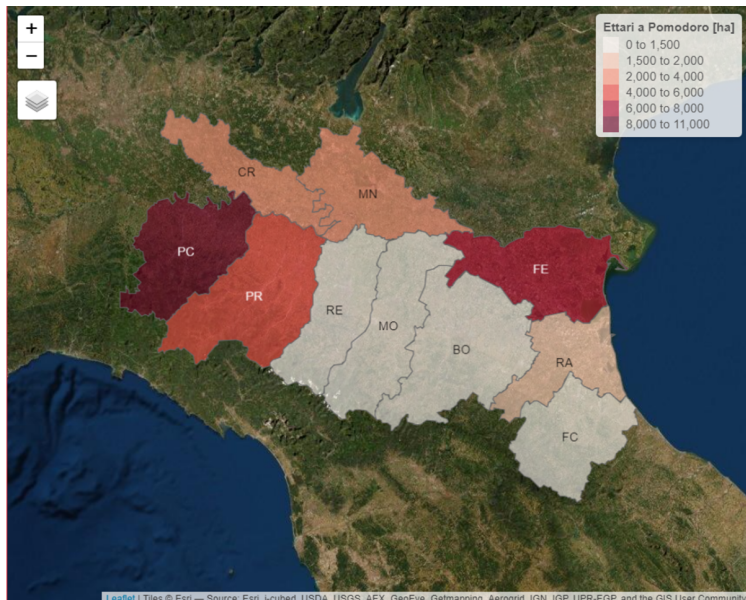 +
−
Ettari a Pomodoro [ha]
0 to 1,500
1,500 to 2,000
2,000 to 4,000
4,000 to 6,000
6,000 to 8,000
8,000 to 11,000
CR
MN
PC
FE
PR
RE
MO
BO
RA
FC
Leaflet | Tiles © Esri — Source: Esri, i-cubed, USDA, USGS, AEX, GeoEye, Getmapping, Aerogrid, IGN, IGP, UPR-EGP, and the GIS User Community